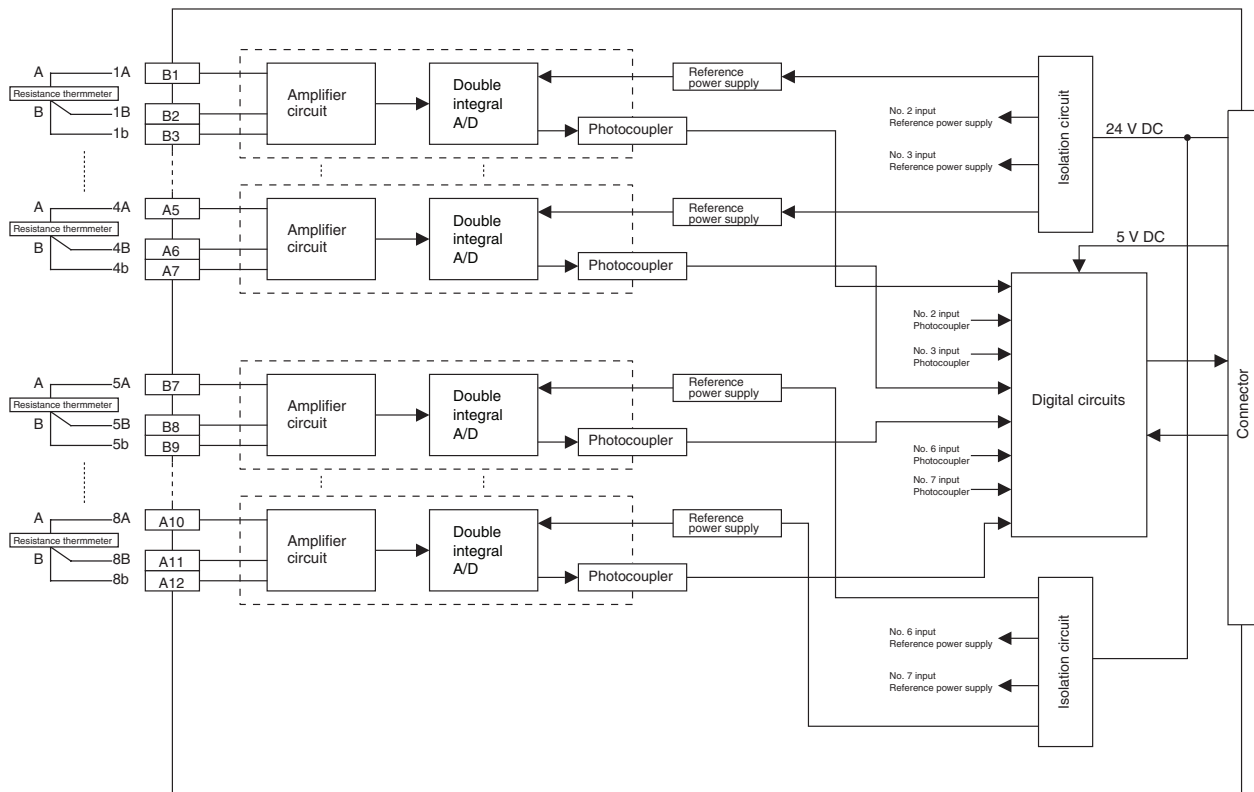 A
1A
Resistance thermmeter
B
1B
1b
B1
B2
B3
Amplifier
circuit
Double
integral
A/D
Photocoupler
Reference
power supply
No. 2 input
Reference power supply
No. 3 input
Reference power supply
Isolation circuit
24 V DC
5 V DC
A
4A
Resistance thermmeter
B
4B
4b
A5
A6
A7
Amplifier
circuit
Double
integral
A/D
Photocoupler
Reference
power supply
No. 2 input
Photocoupler
No. 3 input
Photocoupler
Digital circuits
Connector
A
5A
Resistance thermmeter
B
5B
5b
B7
B8
B9
Amplifier
circuit
Double
integral
A/D
Photocoupler
Reference
power supply
No. 6 input
Photocoupler
No. 7 input
Photocoupler
A
8A
Resistance thermmeter
B
8B
8b
A10
A11
A12
Amplifier
circuit
Double
integral
A/D
Photocoupler
Reference
power supply
No. 6 input
Reference power supply
No. 7 input
Reference power supply
Isolation circuit